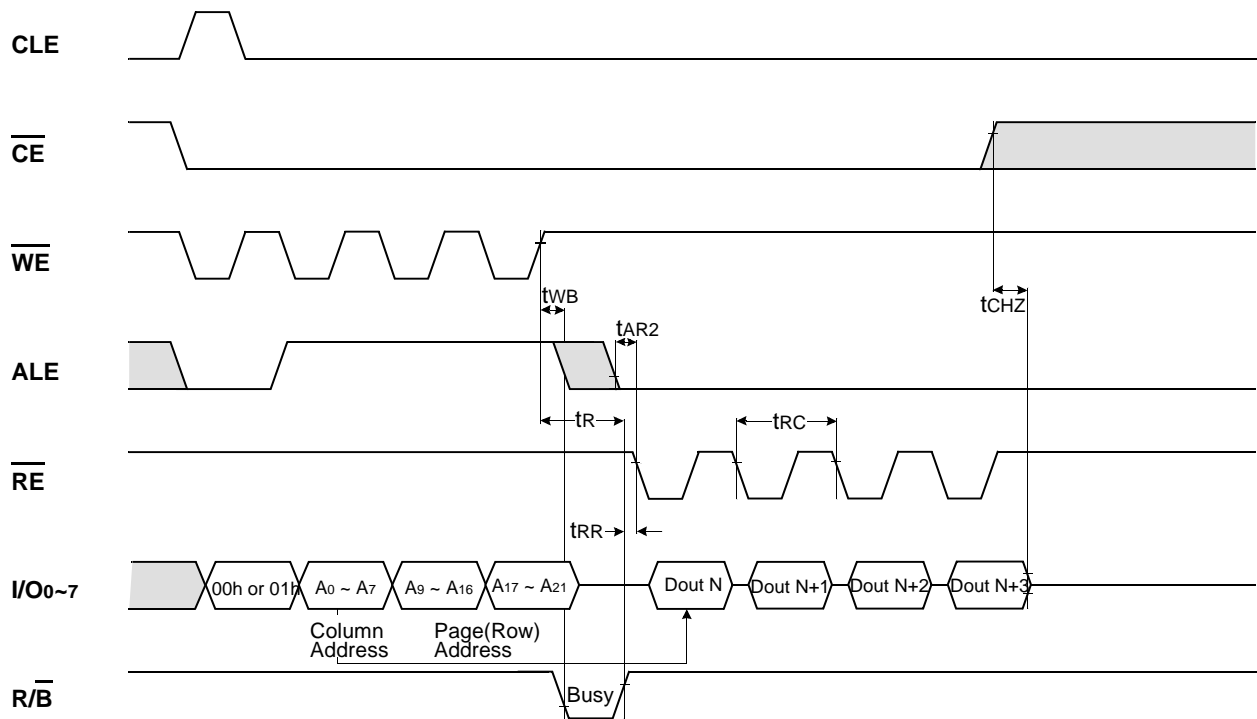 CLE
CE
WE
tWB
tCHZ
tAR2
ALE
tR
tRC
RE
tRR
I/O0~7
00h or 01h
A0 ~ A7
A9 ~ A16
A17 ~ A21
Dout N
Dout N+1
Dout N+2
Dout N+3
Column
Address
Page(Row)
Address
R/B
Busy